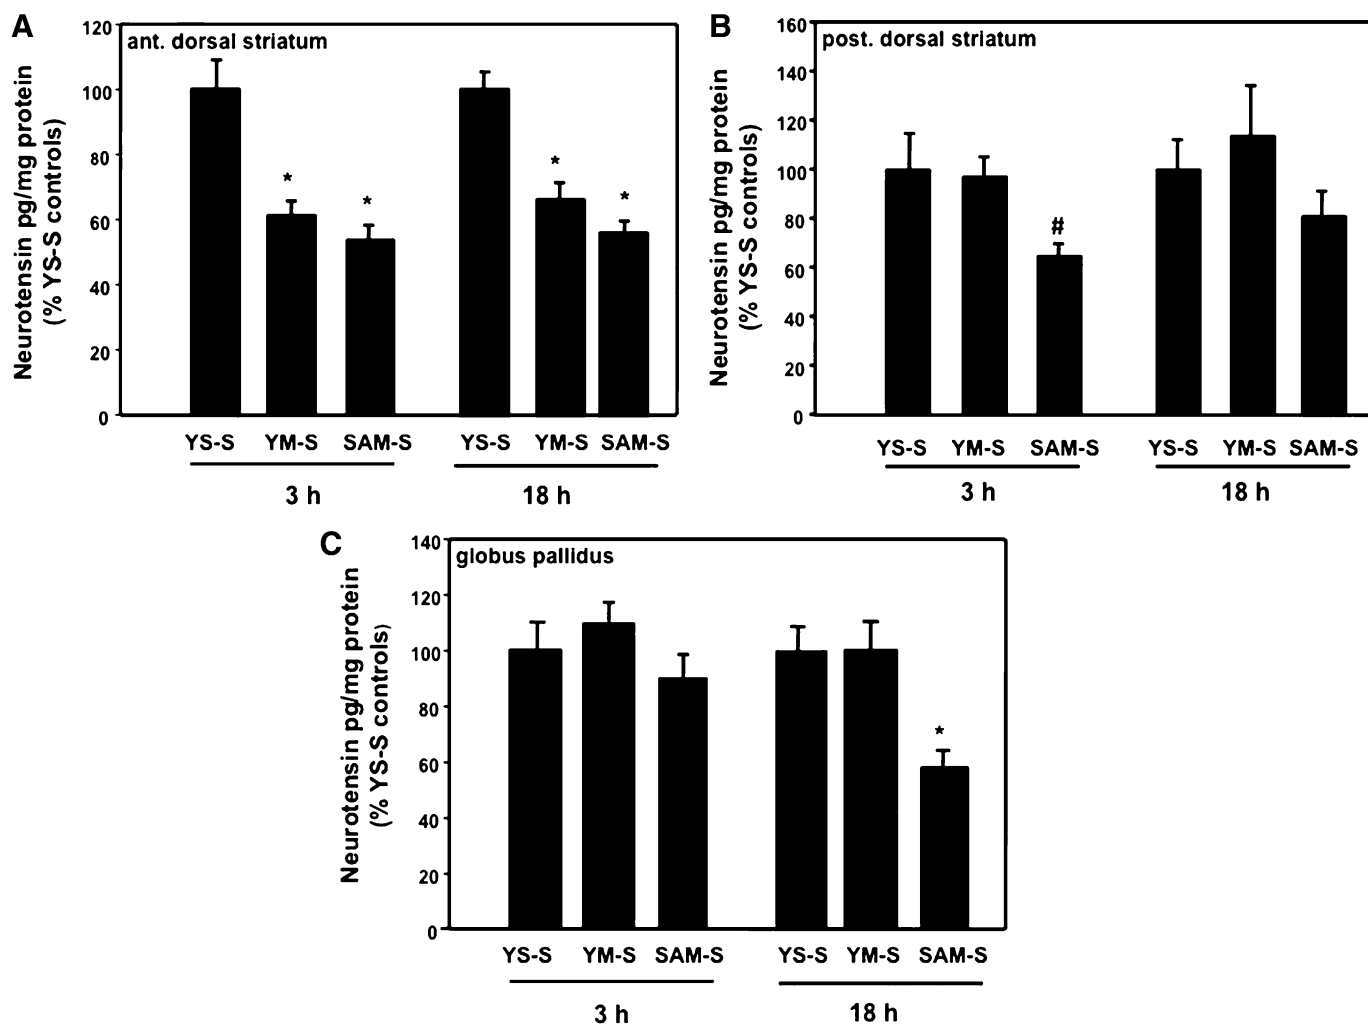 A
ant. dorsal striatum
Neurotensin pg/mg protein
(% YS-S controls)
120
100
80
60
40
20
0
*
*
*
*
YS-S YM-S SAM-S YS-S YM-S SAM-S
3 h 18 h
B
post. dorsal striatum
Neurotensin pg/mg protein
(% YS-S controls)
160
140
120
100
80
60
40
20
0
#
YS-S YM-S SAM-S YS-S YM-S SAM-S
3 h 18 h
C
globus pallidus
Neurotensin pg/mg protein
(% YS-S controls)
140
120
100
80
60
40
20
0
*
YS-S YM-S SAM-S YS-S YM-S SAM-S
3 h 18 h